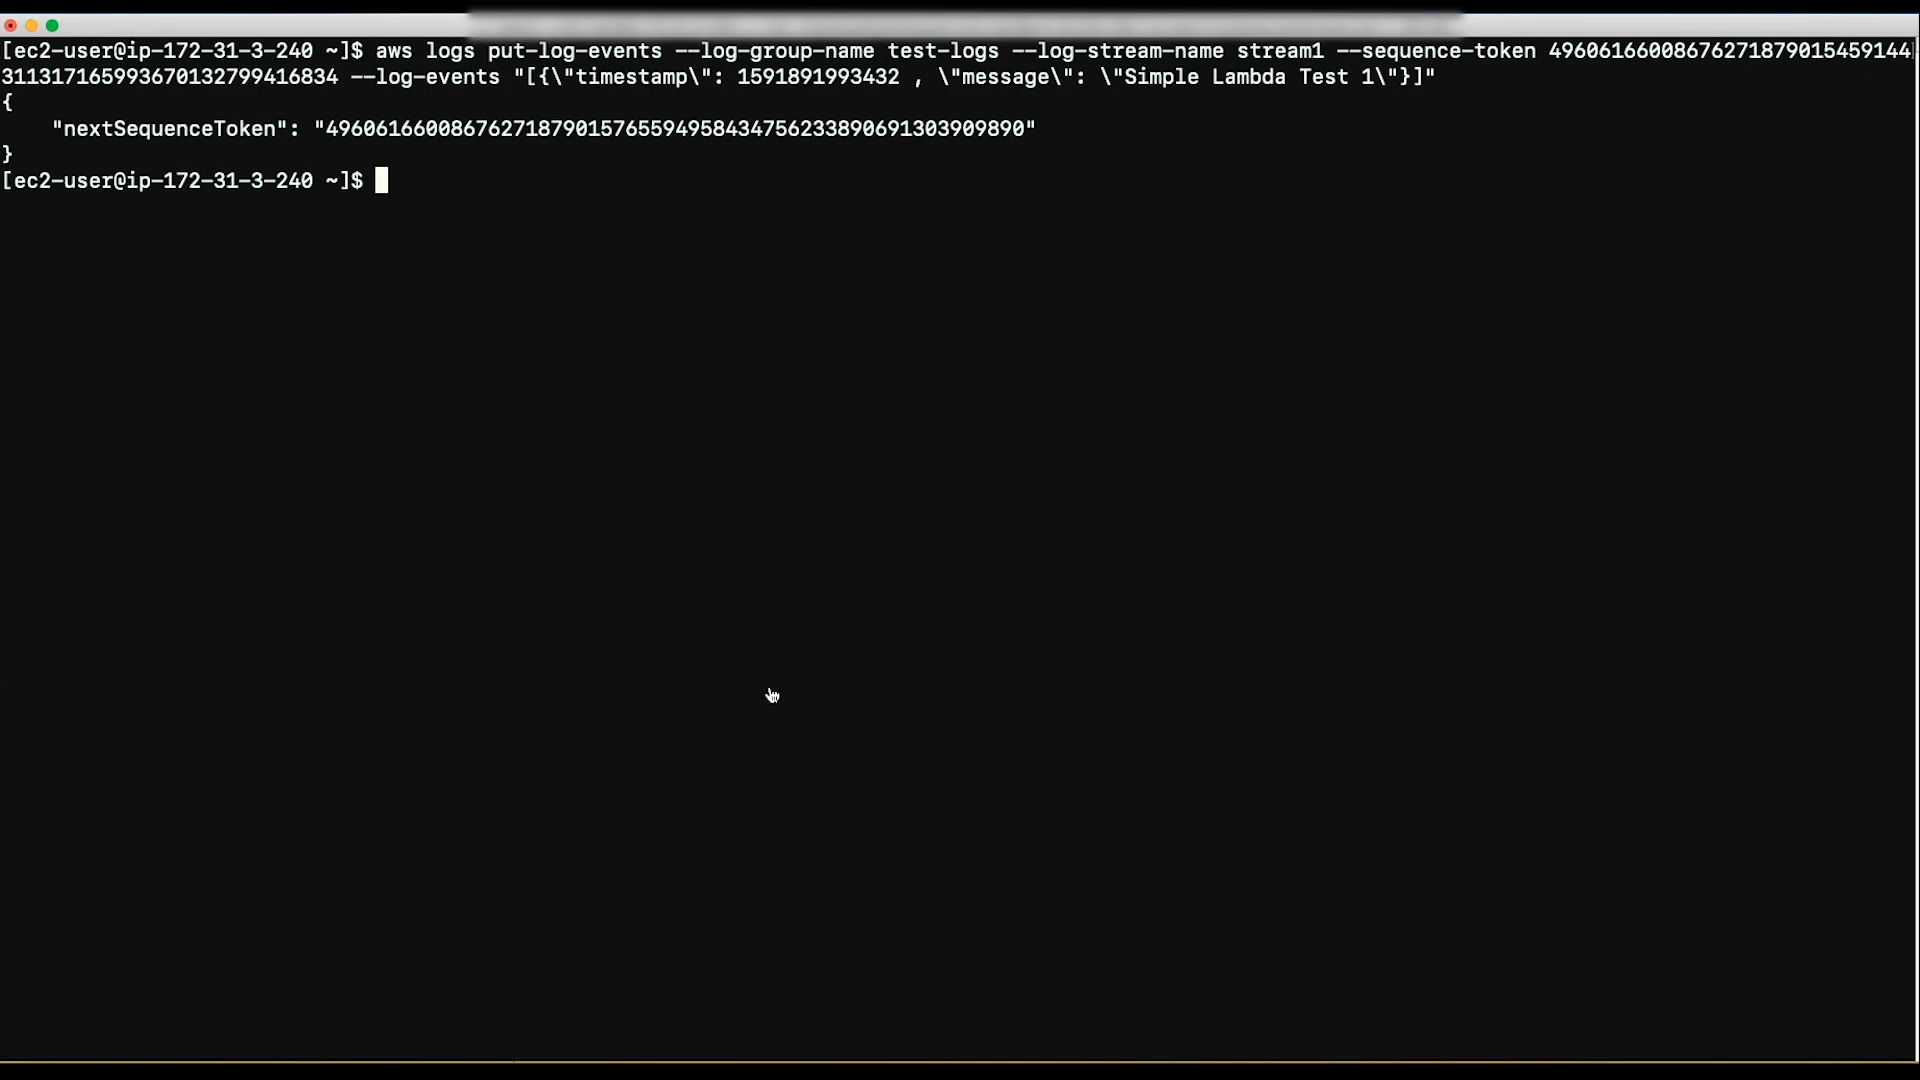 [ec2-user@ip-172-31-3-240 ~]$ aws logs put-log-events --log-group-name test-logs --log-stream-name stream1 --sequence-token 49606166008676271879015459144
311317165993670132799416834 --log-events "[{\"timestamp\": 1591891993432 , \"message\": \"Simple Lambda Test 1\"}]"
{
    "nextSequenceToken": "49606166008676271879015765594958434756233890691303909890"
}
[ec2-user@ip-172-31-3-240 ~]$